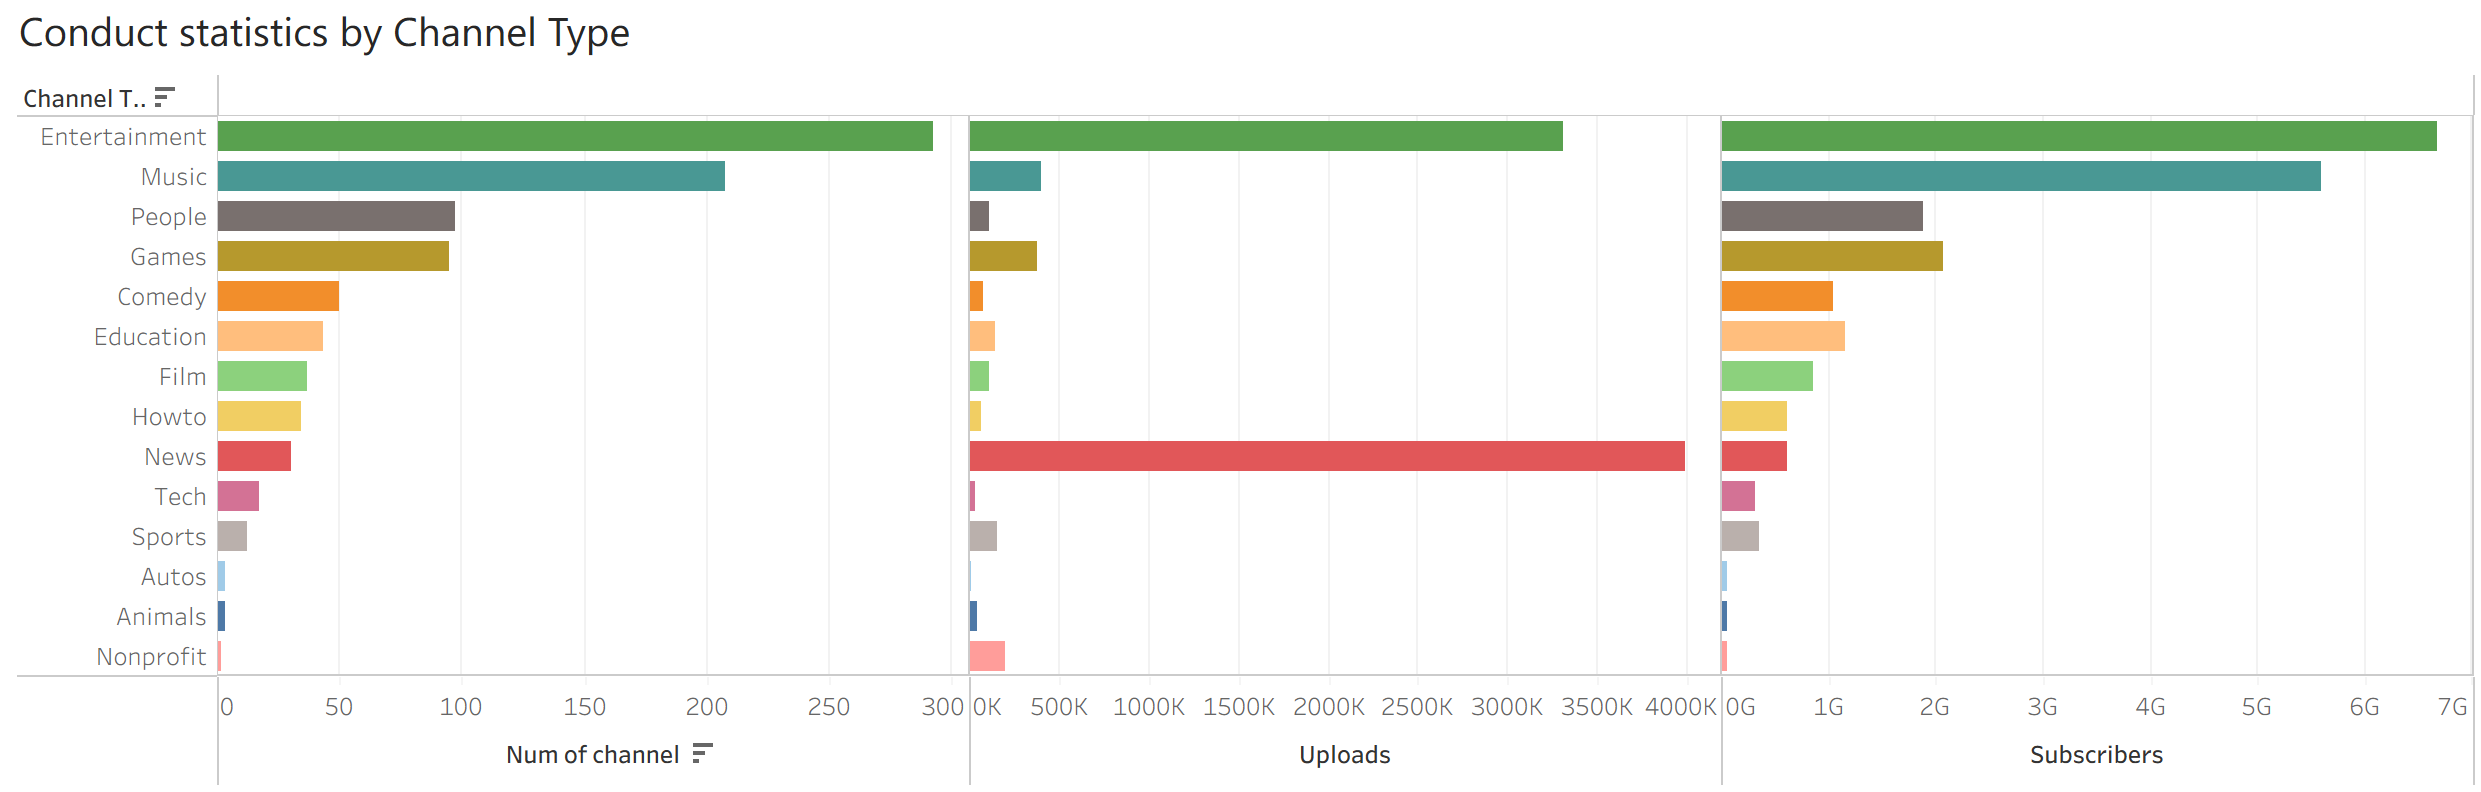 Conduct statistics by Channel Type
Channel T..
Entertainment
Music
People
Games
Comedy
Education
Film
Howto
News
Tech
Sports
Autos
Animals
Nonprofit
0 50 100 150 200 250 300 0K 500K 1000K 1500K 2000K 2500K 3000K 3500K 4000K 0G 1G 2G 3G 4G 5G 6G 7G
Num of channel Uploads Subscribers